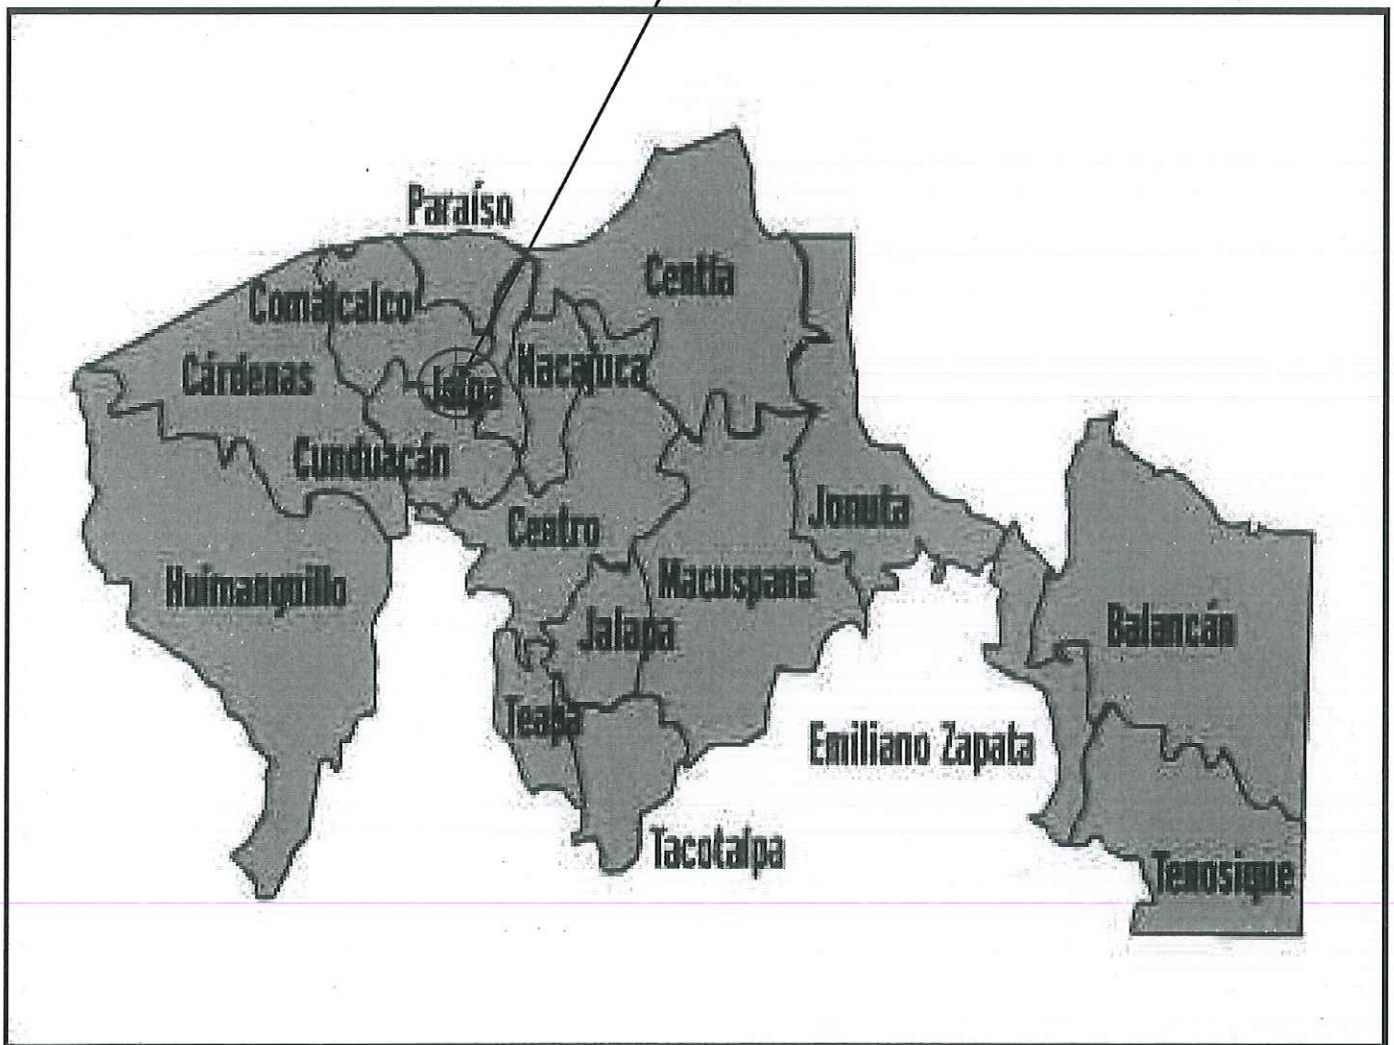 Paraíso
Centla
Comalcalco
Cárdenas
Jalpa
Nacajuca
Cunduacán
Jonuta
Centro
Huimanguillo
Macuspana
Jalapa
Balancán
Teapa
Emiliano Zapata
Tacotalpa
Tenosique